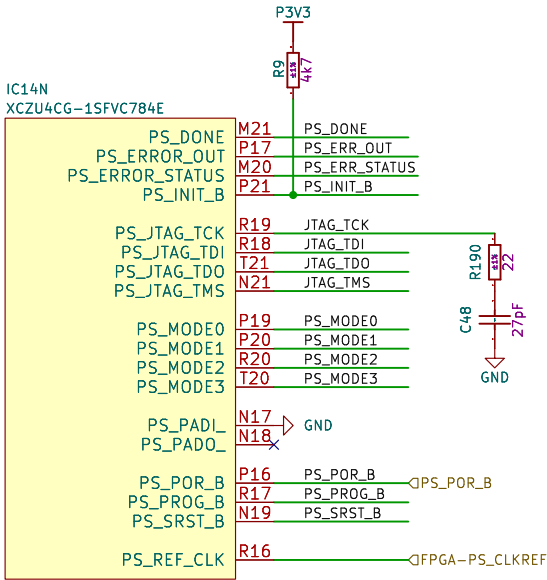 P3V3
R9 ±1% 4k7
IC14N
XCZU4CG-1SFVC784E
PS_DONE M21 PS_DONE
PS_ERROR_OUT P17 PS_ERR_OUT
PS_ERROR_STATUS M20 PS_ERR_STATUS
PS_INIT_B P21 PS_INIT_B
PS_JTAG_TCK R19 JTAG_TCK
PS_JTAG_TDI R18 JTAG_TDI
PS_JTAG_TDO T21 JTAG_TDO
PS_JTAG_TMS N21 JTAG_TMS
R190 ±1% 22
C48 27pF
GND
PS_MODE0 P19 PS_MODE0
PS_MODE1 P20 PS_MODE1
PS_MODE2 R20 PS_MODE2
PS_MODE3 T20 PS_MODE3
PS_PADI_ N17 GND
PS_PADO_ N18
PS_POR_B P16 PS_POR_B PS_POR_B
PS_PROG_B R17 PS_PROG_B
PS_SRST_B N19 PS_SRST_B
PS_REF_CLK R16 FPGA-PS_CLKREF